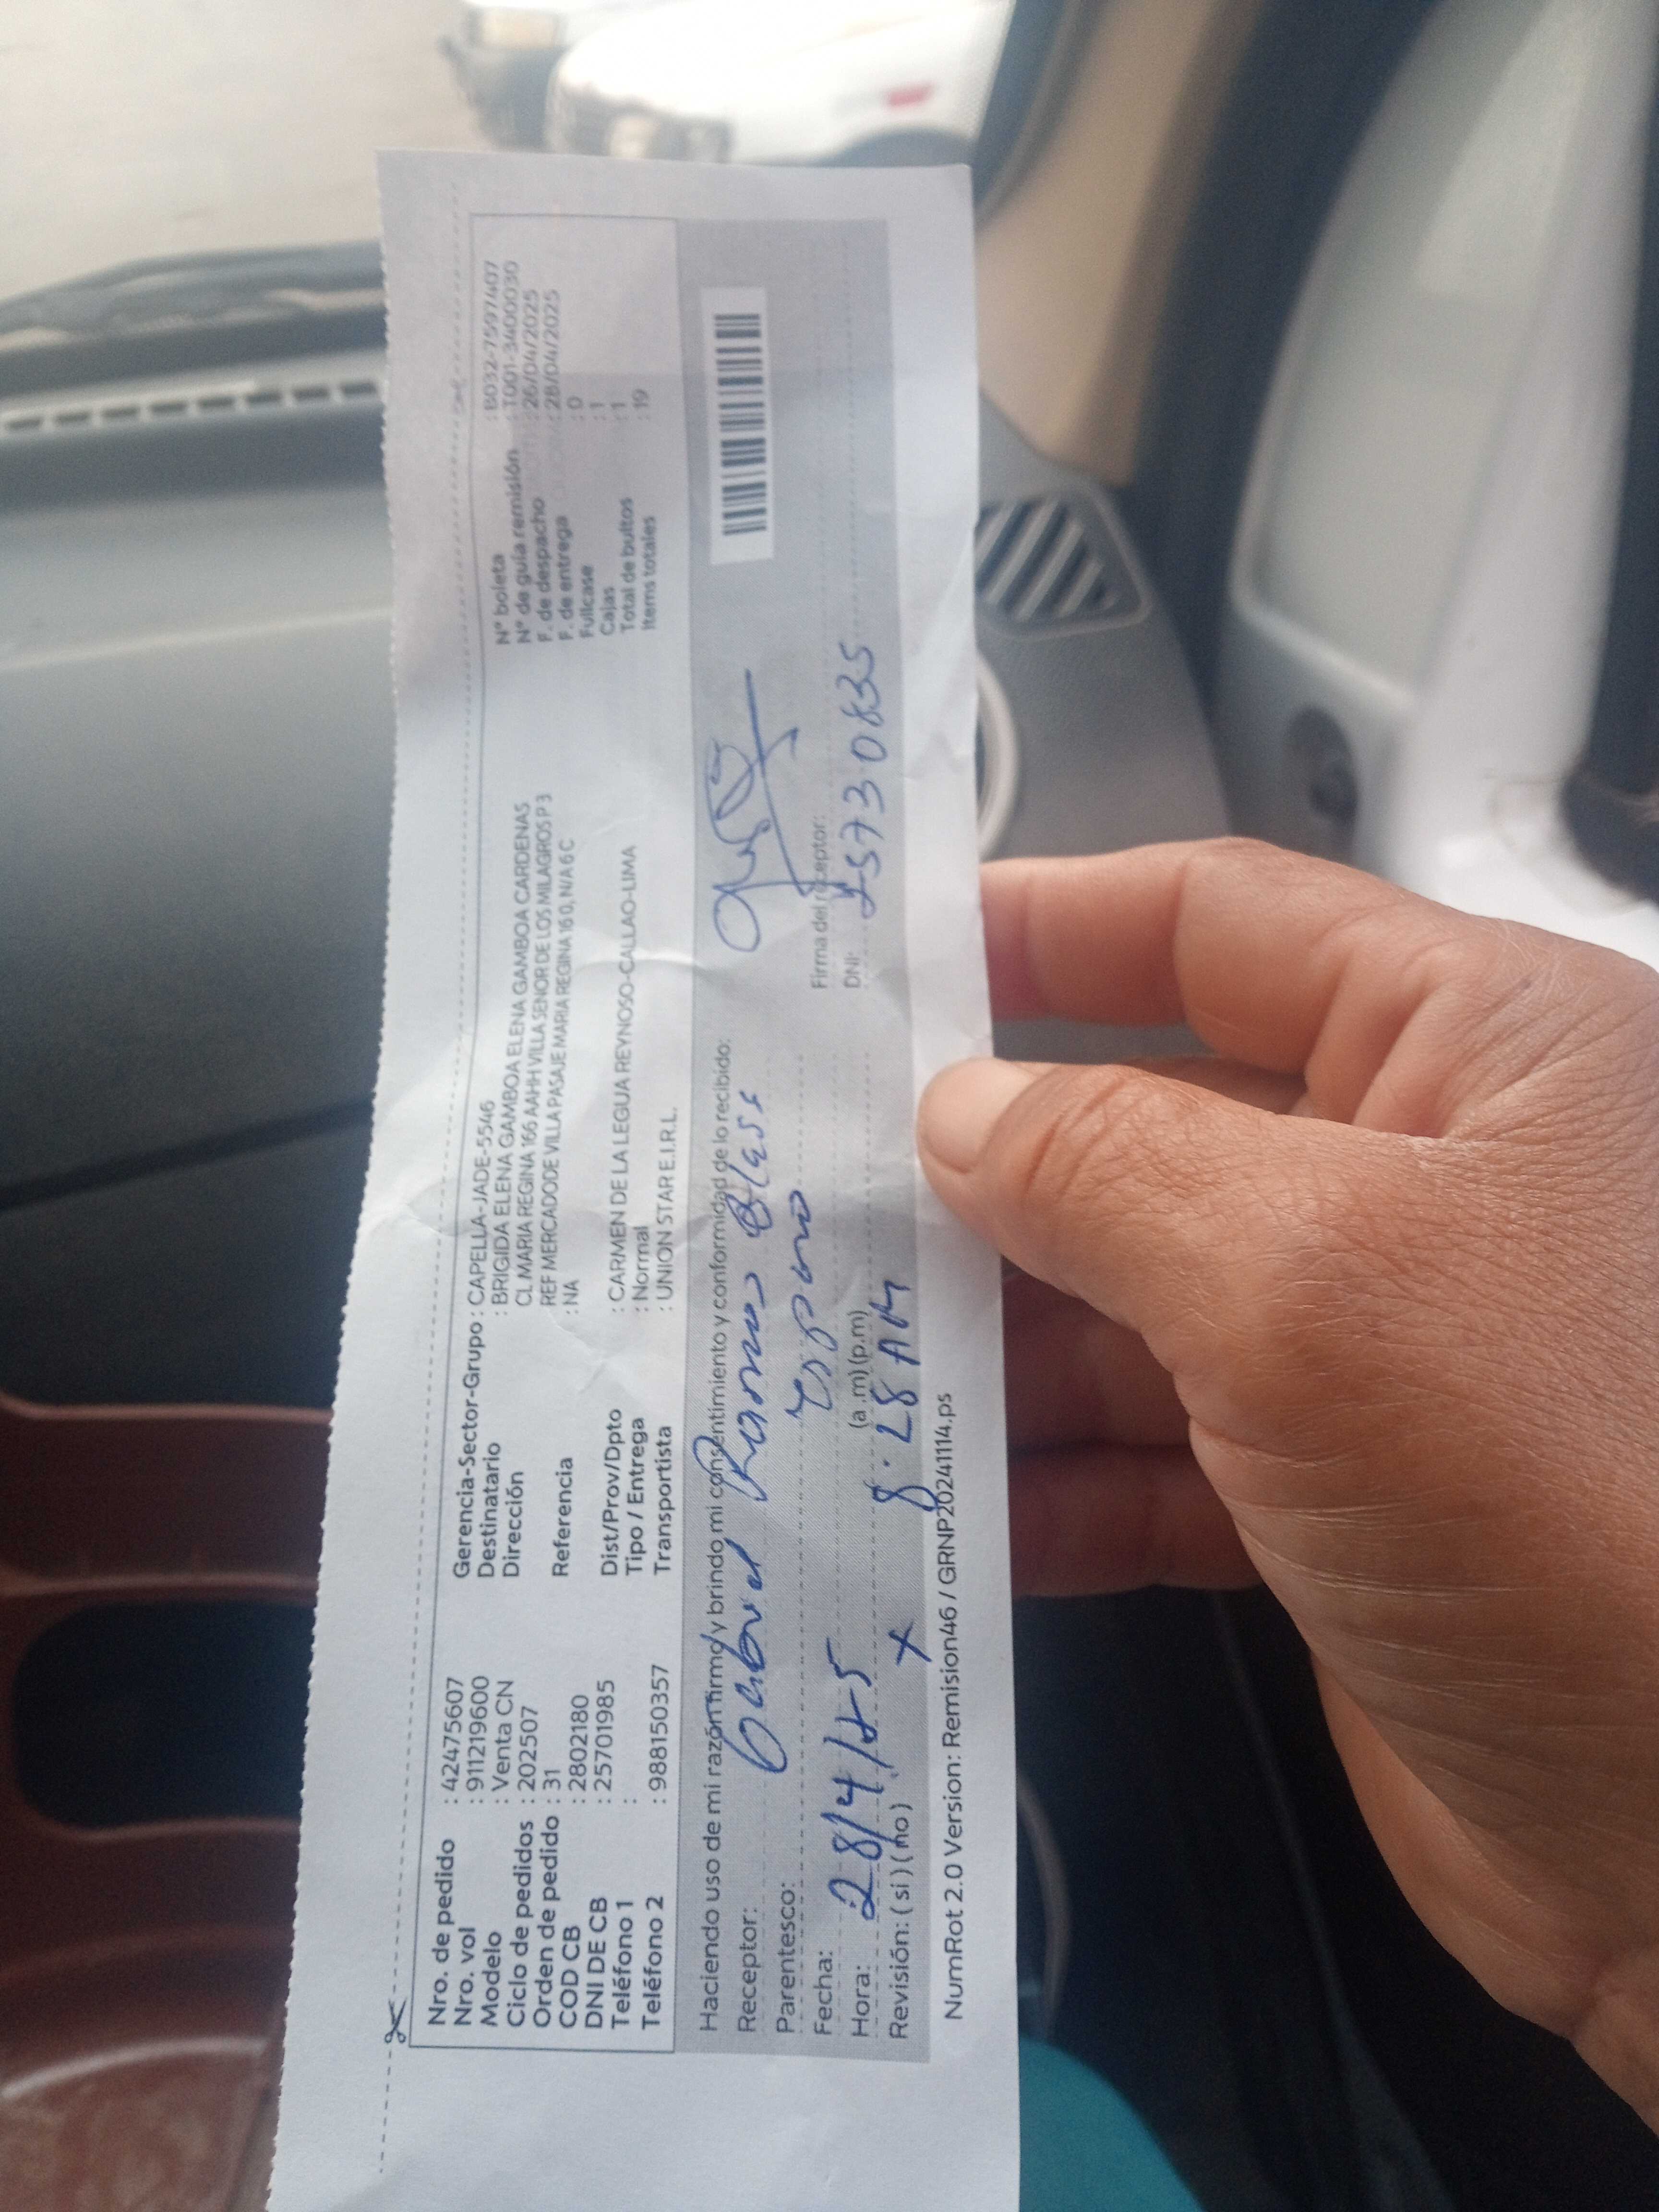 Nro. de pedido : 42475607
Nro. vol : 911219600
Modelo : Venta CN
Ciclo de pedidos : 202507
Orden de pedido : 31
COD CB : 2802180
DNI DE CB : 25701985
Teléfono 1 :
Teléfono 2 : 988150357
Gerencia-Sector-Grupo : CAPELLA-JADE-5546
Destinatario : BRIGIDA ELENA GAMBOA ELENA GAMBOA CARDENAS
Dirección CL MARIA REGINA 166 AAHH VILLA SENOR DE LOS MILAGROS P3
REF MERCADODE VILLA PASAJE MARIA REGINA 16 0, N/A 6 C
Referencia : NA
Dist/Prov/Dpto : CARMEN DE LA LEGUA REYNOSO-CALLAO-LIMA
Tipo / Entrega : Normal
Transportista : UNION STAR E.I.R.L.
N° boleta : B032-7597407
N° de guía remisión : T001-3400030
F. de despacho : 26/04/2025
F. de entrega : 28/04/2025
Fullcase : 0
Cajas : 1
Total de bultos : 1
Items totales : 19
Haciendo uso de mi razón firmo y brindo mi consentimiento y conformidad de lo recibido:
Receptor: Gabriel Ramos Blass
Parentesco: Esposo
Fecha: 28/4/25
Hora: 8:28 AM (a.m) (p.m)
Revisión: ( si ) ( no ) X
Firma del receptor:
DNI: 25730835
NumRot 2.0 Version: Remision46 / GRNP20241114.ps